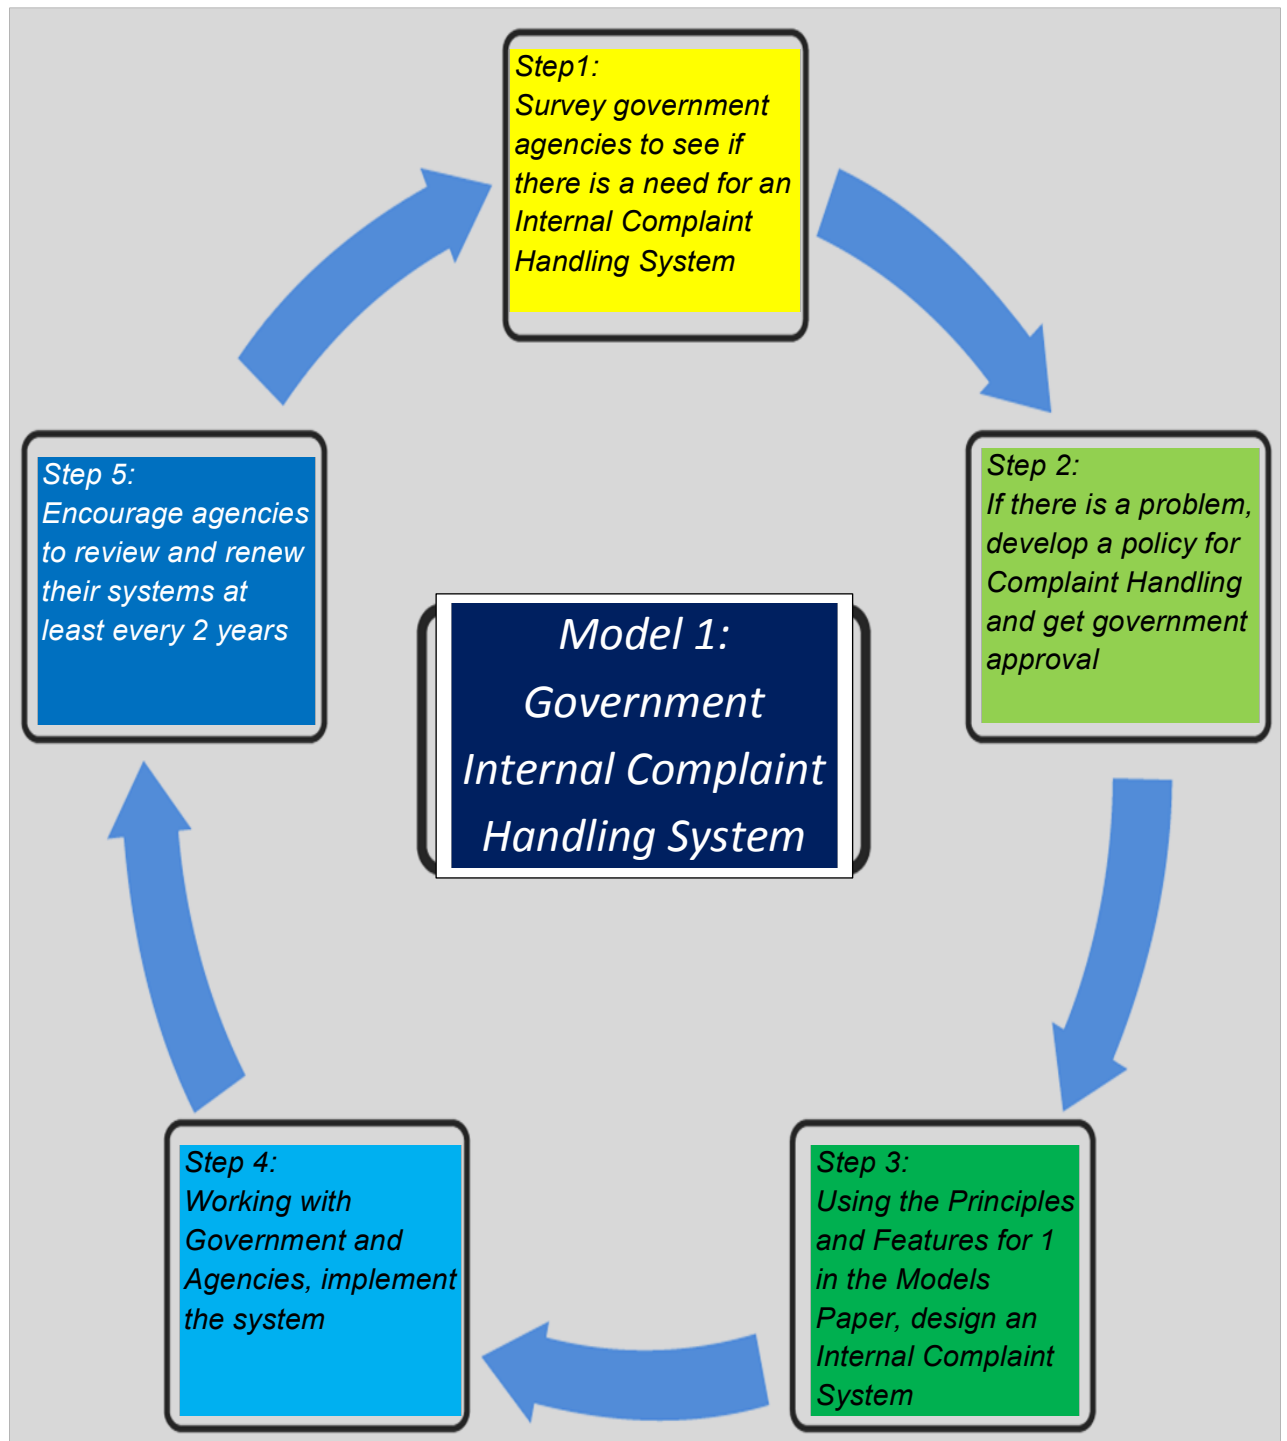 Step1:
Survey government
agencies to see if
there is a need for an
Internal Complaint
Handling System
Step 2:
If there is a problem,
develop a policy for
Complaint Handling
and get government
approval
Step 3:
Using the Principles
and Features for 1
in the Models
Paper, design an
Internal Complaint
System
Step 4:
Working with
Government and
Agencies, implement
the system
Step 5:
Encourage agencies
to review and renew
their systems at
least every 2 years
Model 1:
Government
Internal Complaint
Handling System